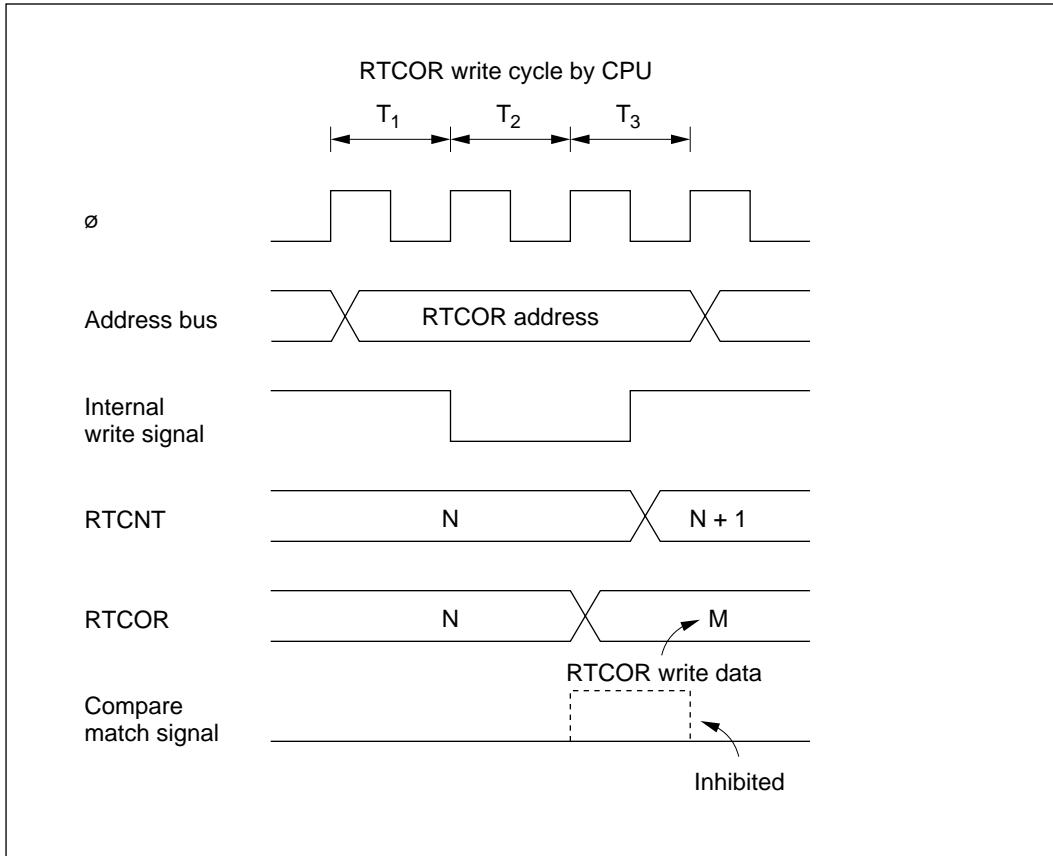 RTCOR write cycle by CPU
T1 T2 T3
ø
Address bus
RTCOR address
Internal
write signal
RTCNT
N
N + 1
RTCOR
N
M
RTCOR write data
Compare
match signal
Inhibited